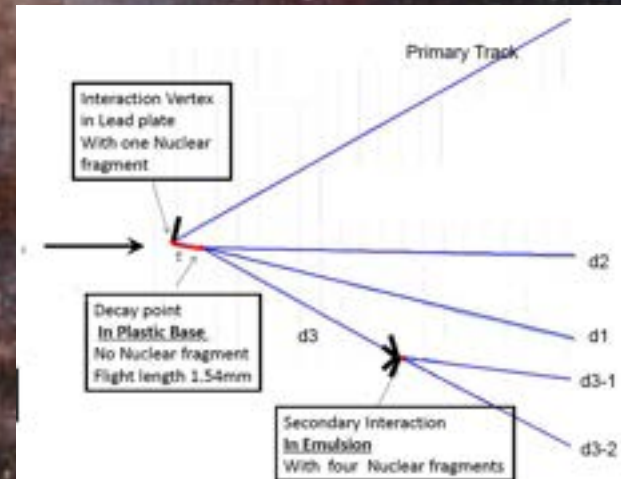 Primary Track
Interaction Vertex
in Lead plate
With one Nuclear
fragment
τ
d2
Decay point
In Plastic Base
No Nuclear fragment
Flight length 1.54mm
d3
d1
d3-1
Secondary Interaction
In Emulsion
With four Nuclear fragments
d3-2